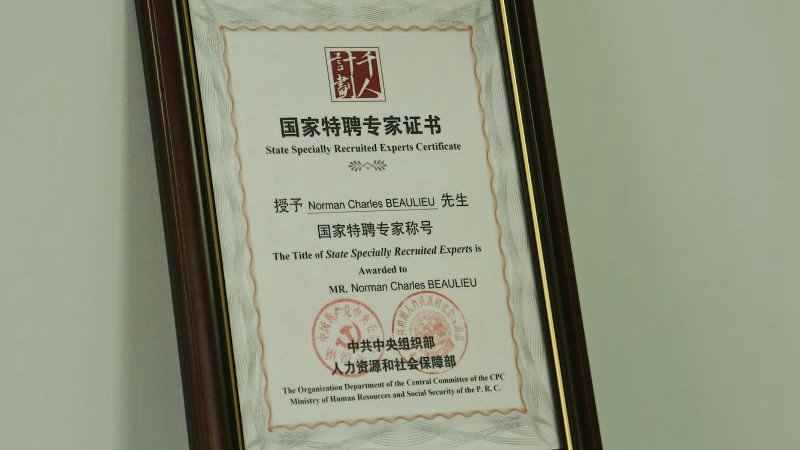 千人
計劃
国家特聘专家证书
State Specially Recruited Experts Certificate
授予 Norman Charles BEAULIEU 先生
国家特聘专家称号
The Title of State Specially Recruited Experts is
Awarded to
MR. Norman Charles BEAULIEU
中共中央组织部
人力资源和社会保障部
The Organization Department of the Central Committee of the CPC
Ministry of Human Resources and Social Security of the P. R. C.